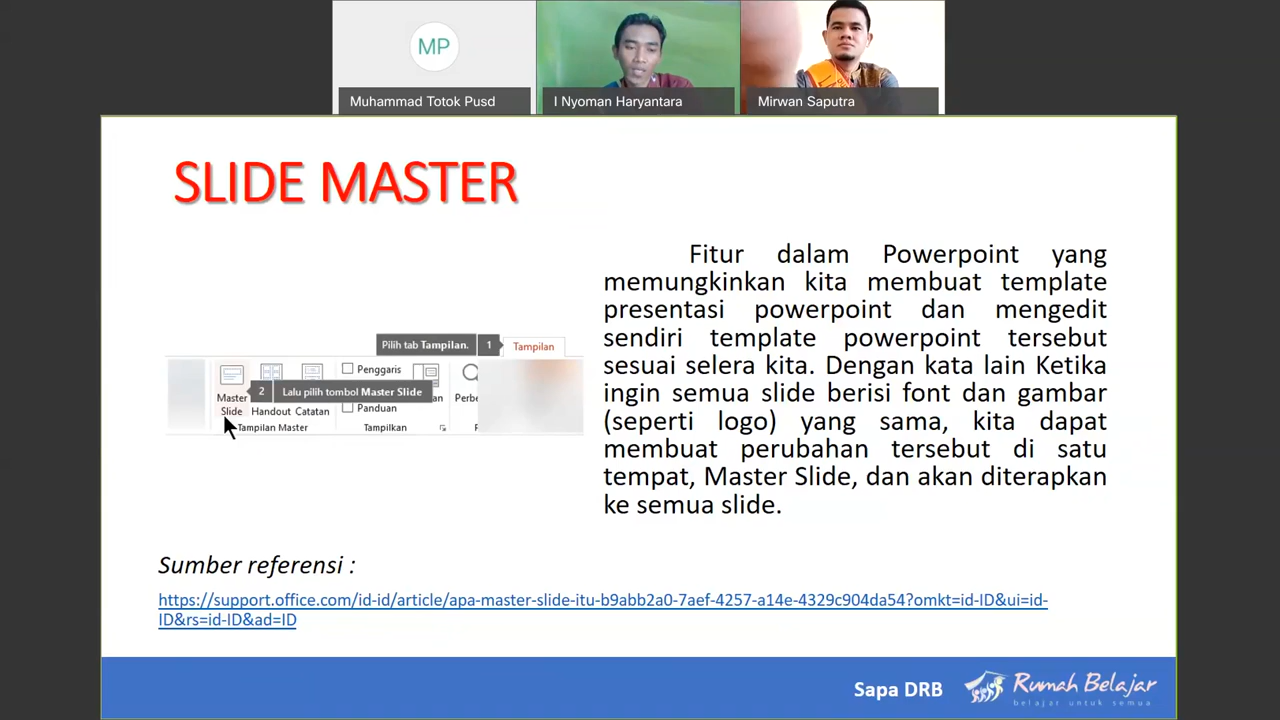 MP
Muhammad Totok Pusd
I Nyoman Haryantara
Mirwan Saputra
SLIDE MASTER
Fitur dalam Powerpoint yang
memungkinkan kita membuat template
presentasi powerpoint dan mengedit
sendiri template powerpoint tersebut
sesuai selera kita. Dengan kata lain Ketika
ingin semua slide berisi font dan gambar
(seperti logo) yang sama, kita dapat
membuat perubahan tersebut di satu
tempat, Master Slide, dan akan diterapkan
ke semua slide.
Pilih tab Tampilan. 1 Tampilan
Penggaris
2 Lalu pilih tombol Master Slide
Master
Slide
Handout Catatan
Panduan
Tampilan Master
Tampilkan
Sumber referensi :
https://support.office.com/id-id/article/apa-master-slide-itu-b9abb2a0-7aef-4257-a14e-4329c904da54?omkt=id-ID&ui=id-
ID&rs=id-ID&ad=ID
Sapa DRB
Rumah Belajar
belajar untuk semua